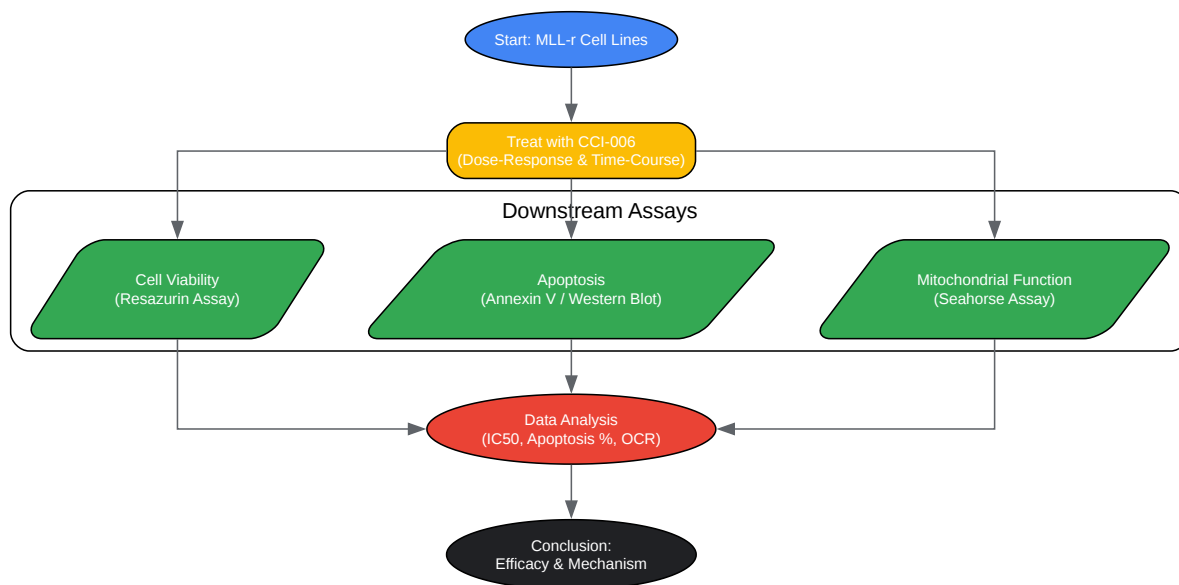 Start: MLL-r Cell Lines
Treat with CCI-006
(Dose-Response & Time-Course)
Downstream Assays
Cell Viability
(Resazurin Assay)
Apoptosis
(Annexin V / Western Blot)
Mitochondrial Function
(Seahorse Assay)
Data Analysis
(IC50, Apoptosis %, OCR)
Conclusion:
Efficacy & Mechanism